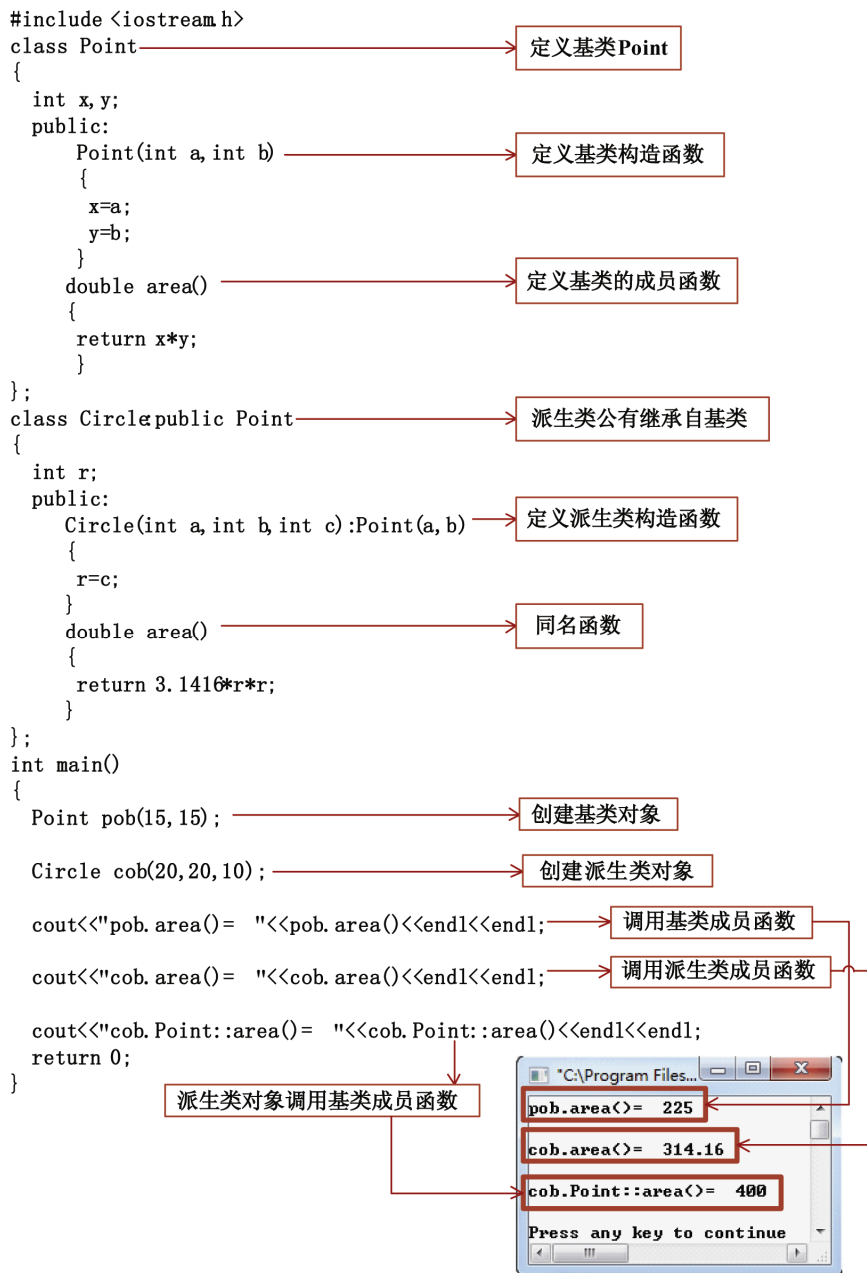 #include <iostream.h>
class Point
定义基类Point
{
int x,y;
public:
Point(int a,int b)
定义基类构造函数
{
x=a;
y=b;
}
double area()
定义基类的成员函数
{
return x*y;
}
};
class Circle:public Point
派生类公有继承自基类
{
int r;
public:
Circle(int a,int b,int c):Point(a,b)
定义派生类构造函数
{
r=c;
}
double area()
同名函数
{
return 3.1416*r*r;
}
};
int main()
{
Point pob(15,15);
创建基类对象
Circle cob(20,20,10);
创建派生类对象
cout<<"pob.area()=  "<<pob.area()<<endl<<endl;
调用基类成员函数
cout<<"cob.area()=  "<<cob.area()<<endl<<endl;
调用派生类成员函数
cout<<"cob.Point::area()=  "<<cob.Point::area()<<endl<<endl;
return 0;
}
派生类对象调用基类成员函数
"C:\Program Files...
pob.area()=  225
cob.area()=  314.16
cob.Point::area()=  400
Press any key to continue